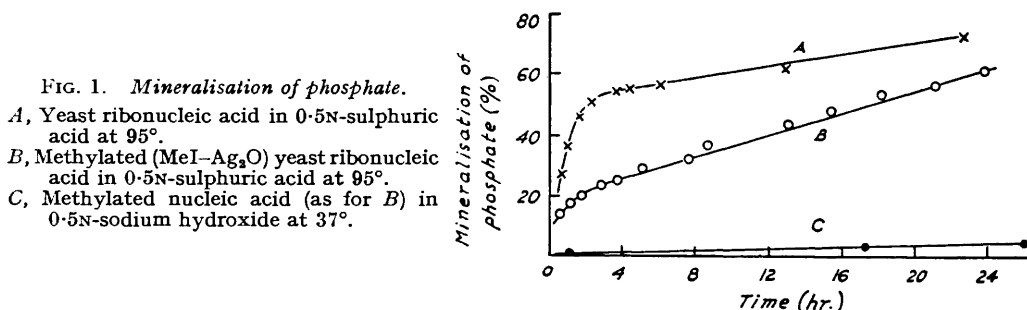 FIG. 1. Mineralisation of phosphate.
A, Yeast ribonucleic acid in 0·5N-sulphuric
acid at 95°.
B, Methylated (MeI–Ag₂O) yeast ribonucleic
acid in 0·5N-sulphuric acid at 95°.
C, Methylated nucleic acid (as for B) in
0·5N-sodium hydroxide at 37°.
Mineralisation of
phosphate (%)
80
60
40
20
0
A
B
C
0 4 8 12 16 20 24
Time (hr.)